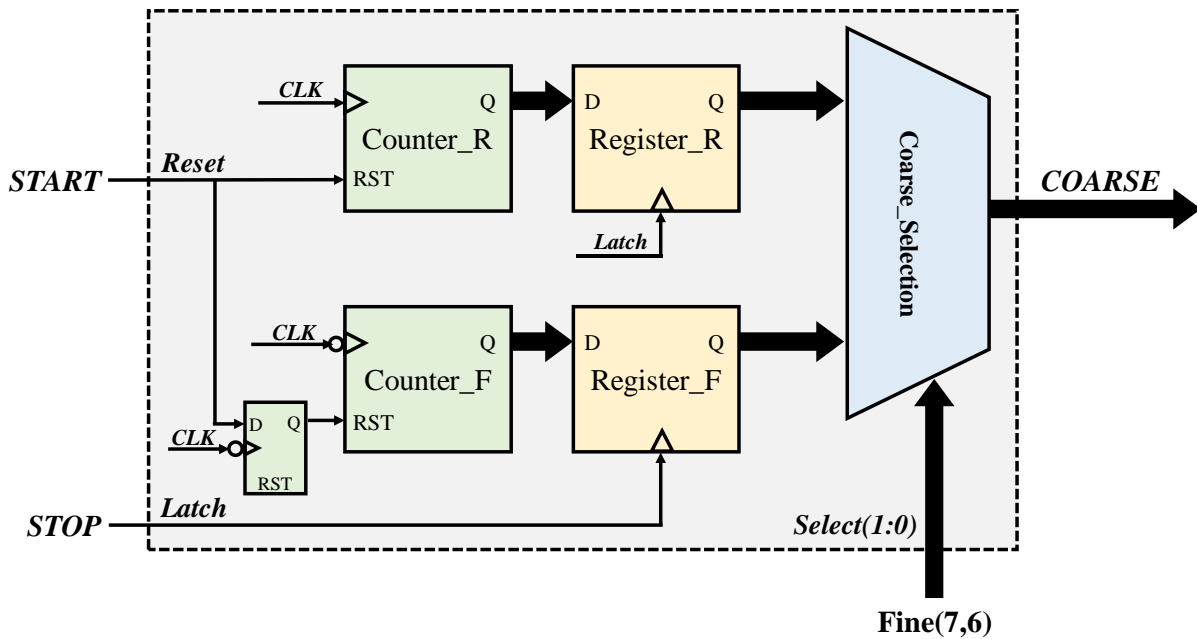 CLK
Q
D
Q
Counter_R
Register_R
Reset
START
RST
COARSE
Latch
Coarse_Selection
CLK
Q
D
Q
Counter_F
Register_F
D
Q
RST
CLK
RST
Latch
STOP
Select(1:0)
Fine(7,6)